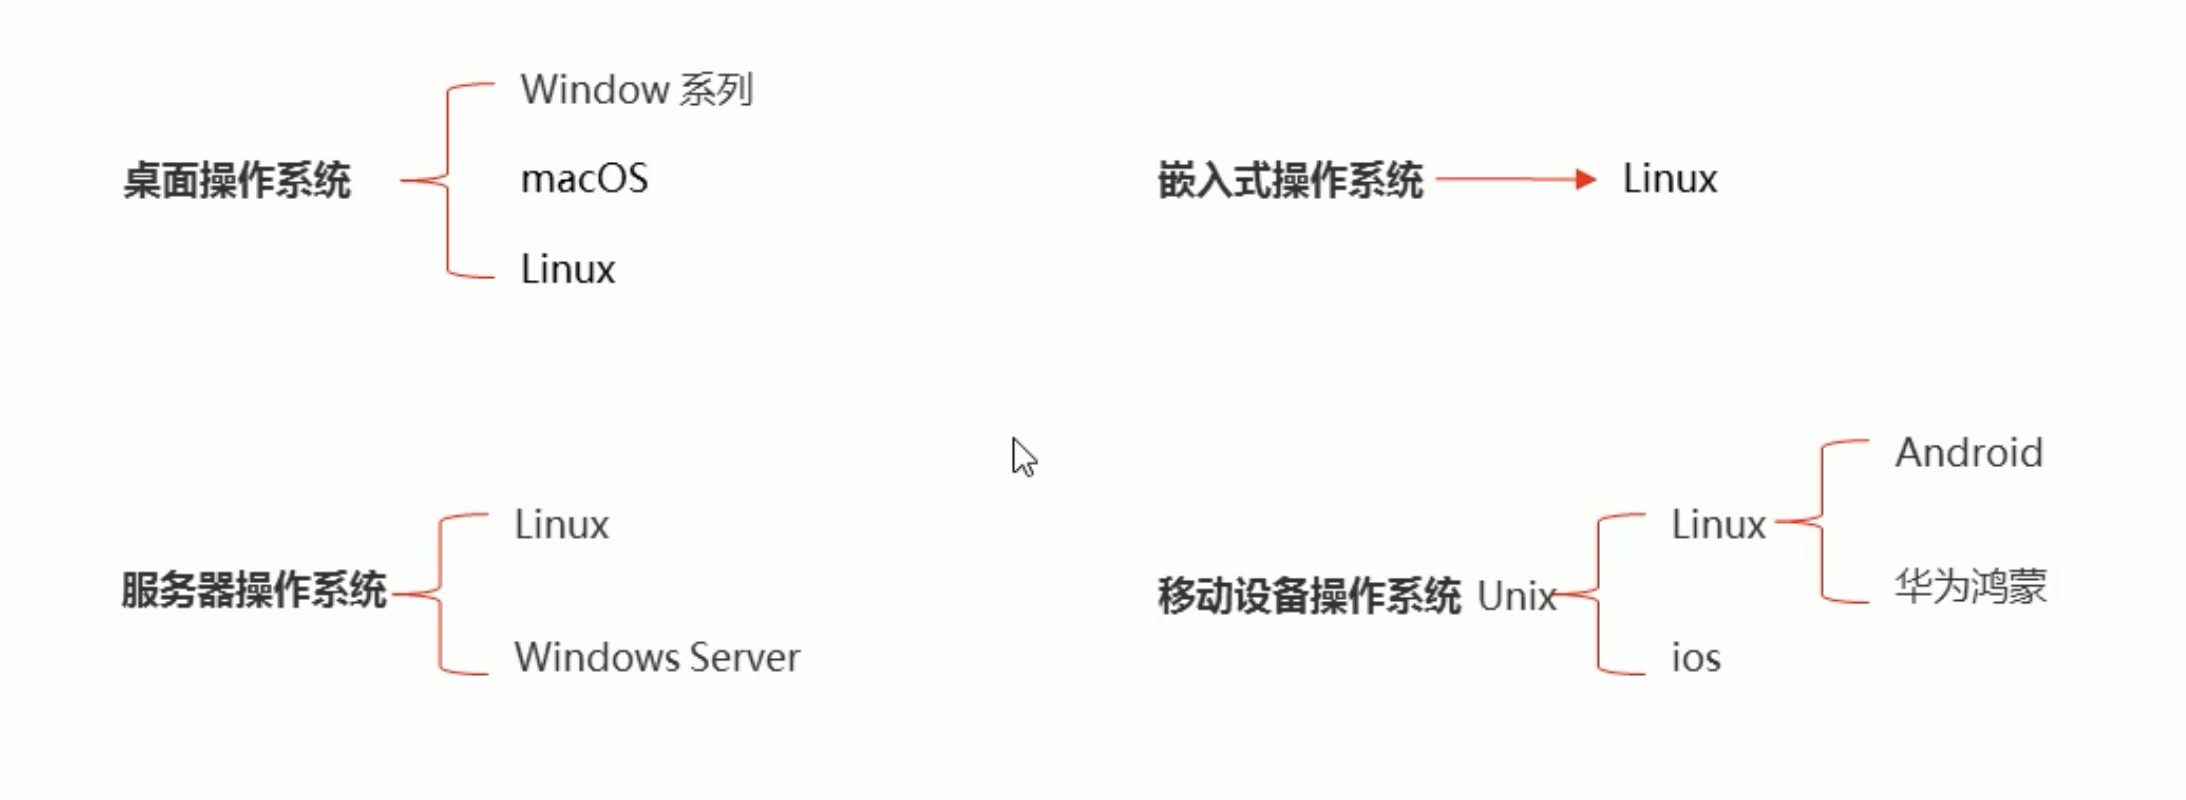 桌面操作系统
Window 系列
macOS
Linux
嵌入式操作系统
Linux
服务器操作系统
Linux
Windows Server
移动设备操作系统 Unix
Linux
Android
华为鸿蒙
ios